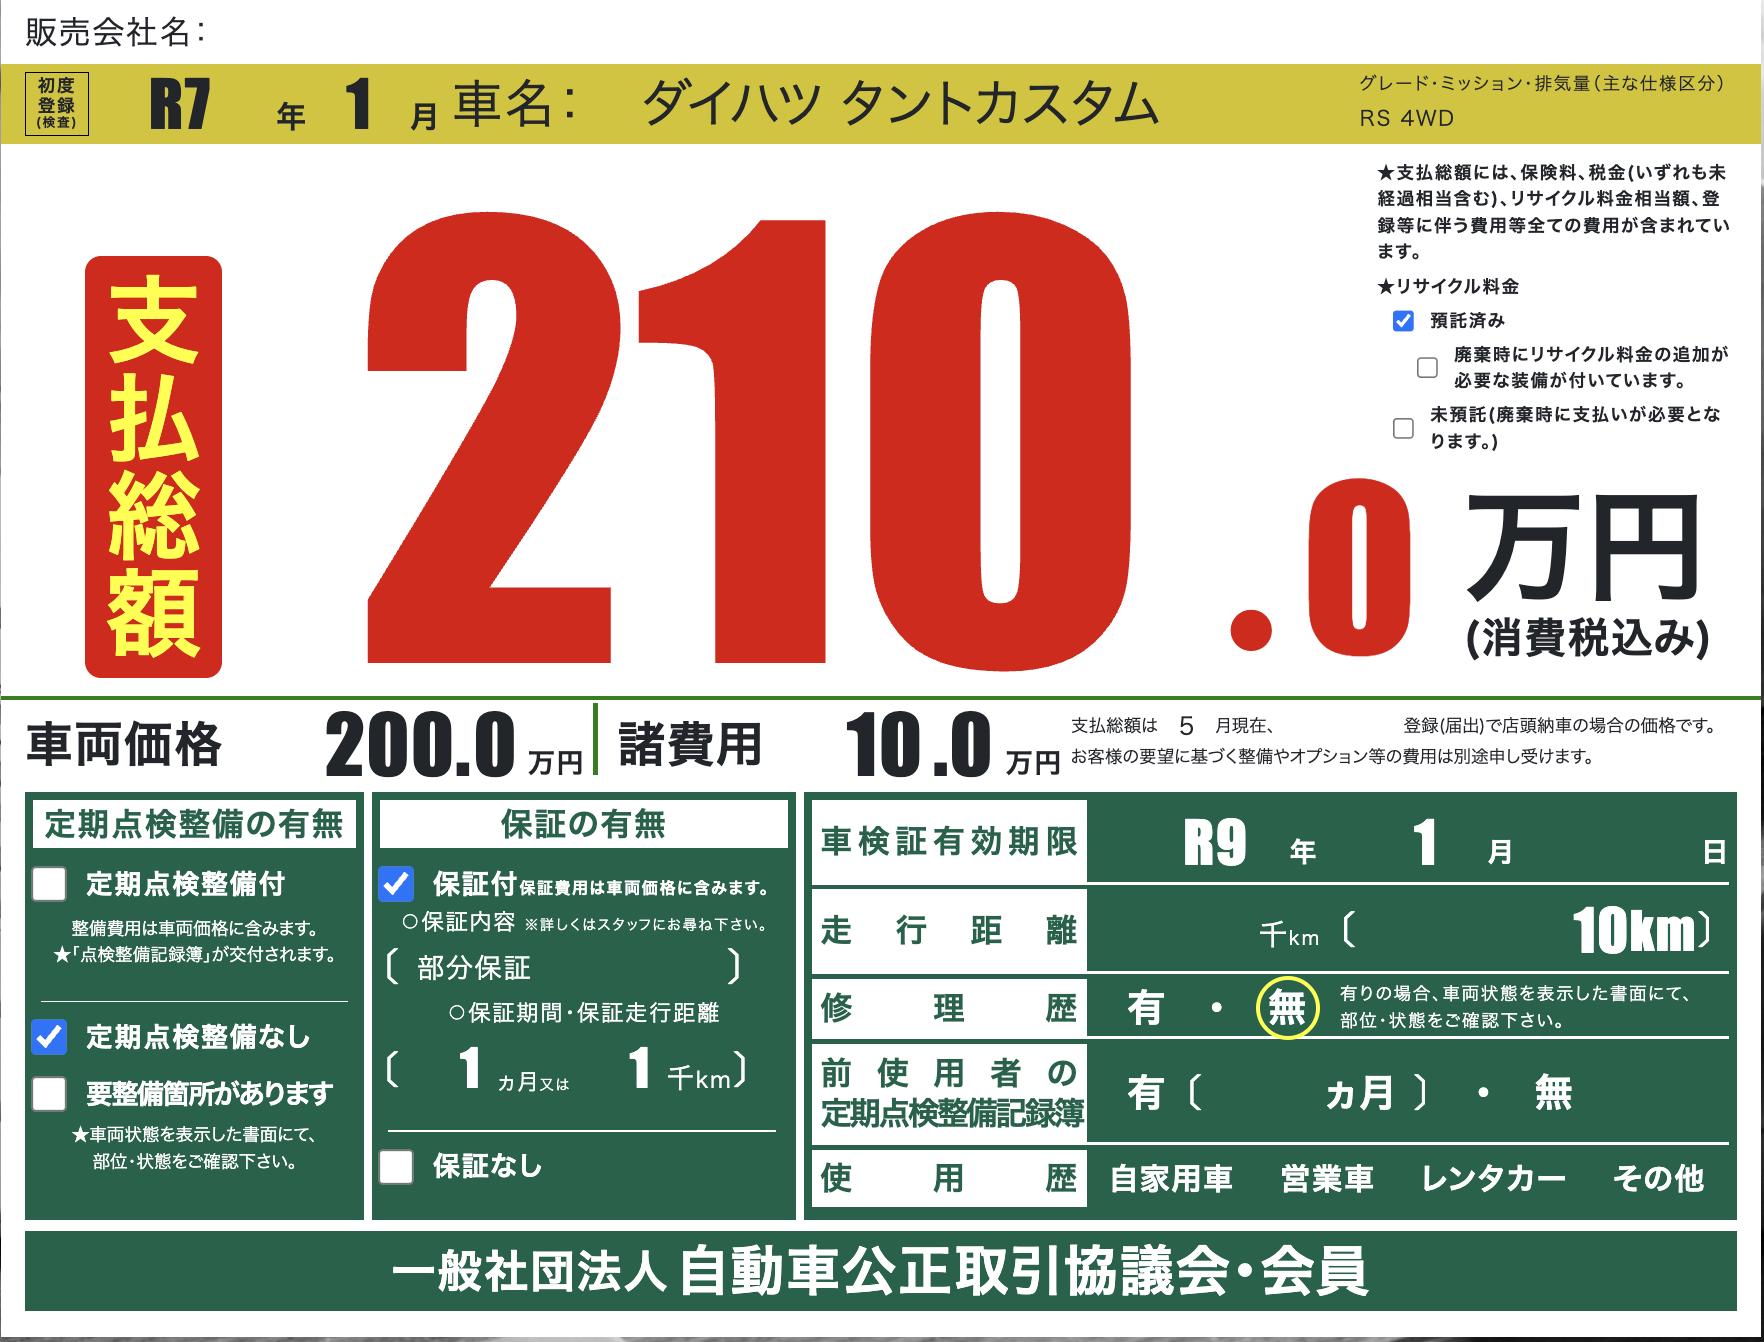 販売会社名：
初度登録(検査) R7 年 1 月 車名： ダイハツ タントカスタム
グレード・ミッション・排気量（主な仕様区分）
RS 4WD
★支払総額には、保険料、税金(いずれも未
経過相当含む)、リサイクル料金相当額、登
録等に伴う費用等全ての費用が含まれてい
ます。
★リサイクル料金
預託済み
廃棄時にリサイクル料金の追加が
必要な装備が付いています。
未預託(廃棄時に支払いが必要とな
ります。)
支払総額
210.0 万円
(消費税込み)
車両価格 200.0 万円 諸費用 10.0 万円
支払総額は 5 月現在、 登録(届出)で店頭納車の場合の価格です。
お客様の要望に基づく整備やオプション等の費用は別途申し受けます。
定期点検整備の有無
定期点検整備付
整備費用は車両価格に含みます。
★「点検整備記録簿」が交付されます。
定期点検整備なし
要整備箇所があります
★車両状態を表示した書面にて、
部位・状態をご確認下さい。
保証の有無
保証付 保証費用は車両価格に含みます。
○保証内容 ※詳しくはスタッフにお尋ね下さい。
〔 部分保証 〕
○保証期間・保証走行距離
〔 1 ヵ月又は 1 千km〕
保証なし
車検証有効期限 R9 年 1 月 日
走行距離 千km〔 10km〕
修理歴 有 ・ 無 有りの場合、車両状態を表示した書面にて、
部位・状態をご確認下さい。
前使用者の
定期点検整備記録簿 有〔 ヵ月 〕 ・ 無
使用歴 自家用車 営業車 レンタカー その他
一般社団法人 自動車公正取引協議会・会員